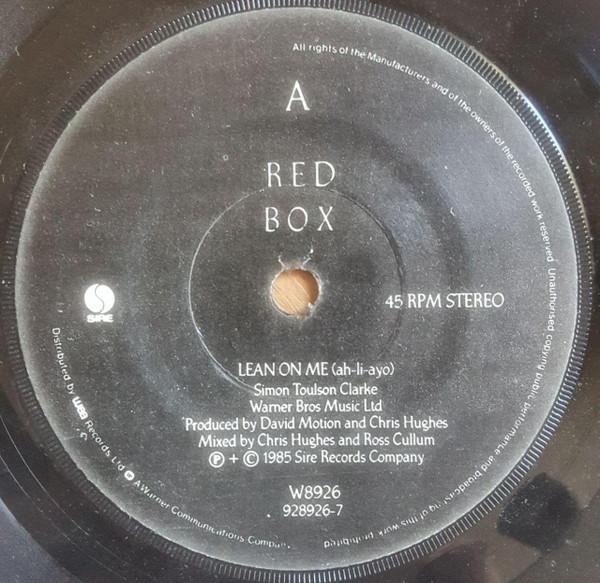 All rights of the Manufacturers and of the owners of the recorded work reserved. Unauthorised copying public performance and broadcasting of this work prohibited
A
RED
BOX
SIRE
45 RPM STEREO
LEAN ON ME (ah-li-ayo)
Simon Toulson Clarke
Warner Bros Music Ltd
Produced by David Motion and Chris Hughes
Mixed by Chris Hughes and Ross Cullum
Ⓟ + © 1985 Sire Records Company
W8926
928926-7
Distributed by wea Records, Ltd A Warner Communications Company